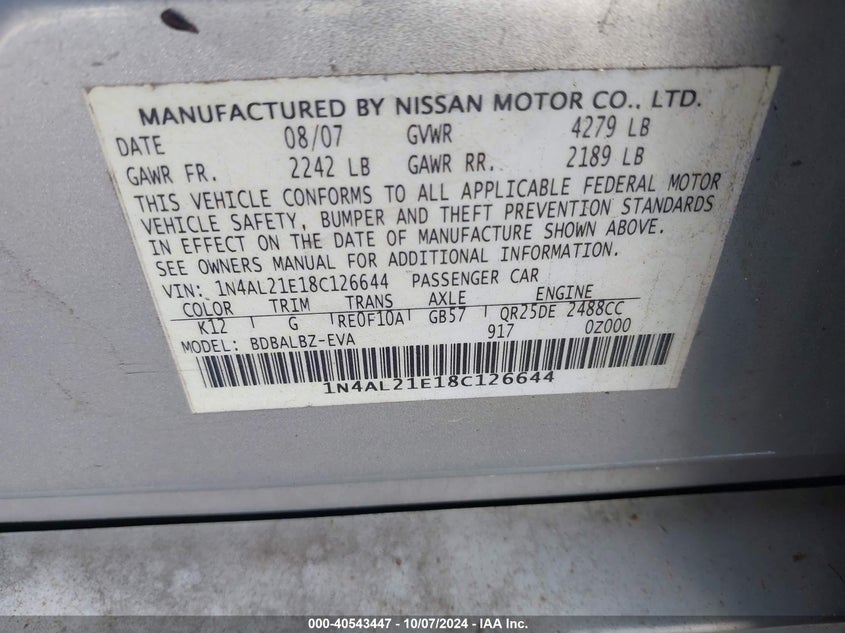 MANUFACTURED BY NISSAN MOTOR CO., LTD.
DATE 08/07 GVWR 4279 LB
GAWR FR. 2242 LB GAWR RR. 2189 LB
THIS VEHICLE CONFORMS TO ALL APPLICABLE FEDERAL MOTOR
VEHICLE SAFETY, BUMPER AND THEFT PREVENTION STANDARDS
IN EFFECT ON THE DATE OF MANUFACTURE SHOWN ABOVE.
SEE OWNERS MANUAL FOR ADDITIONAL INFORMATION.
VIN: 1N4AL21E18C126644 PASSENGER CAR
COLOR TRIM TRANS AXLE ENGINE
K12 G RE0F10A GB57 QR25DE 2488CC
MODEL: BDBALBZ-EVA 917 0Z000
1N4AL21E18C126644
000-40543447 - 10/07/2024 - IAA Inc.